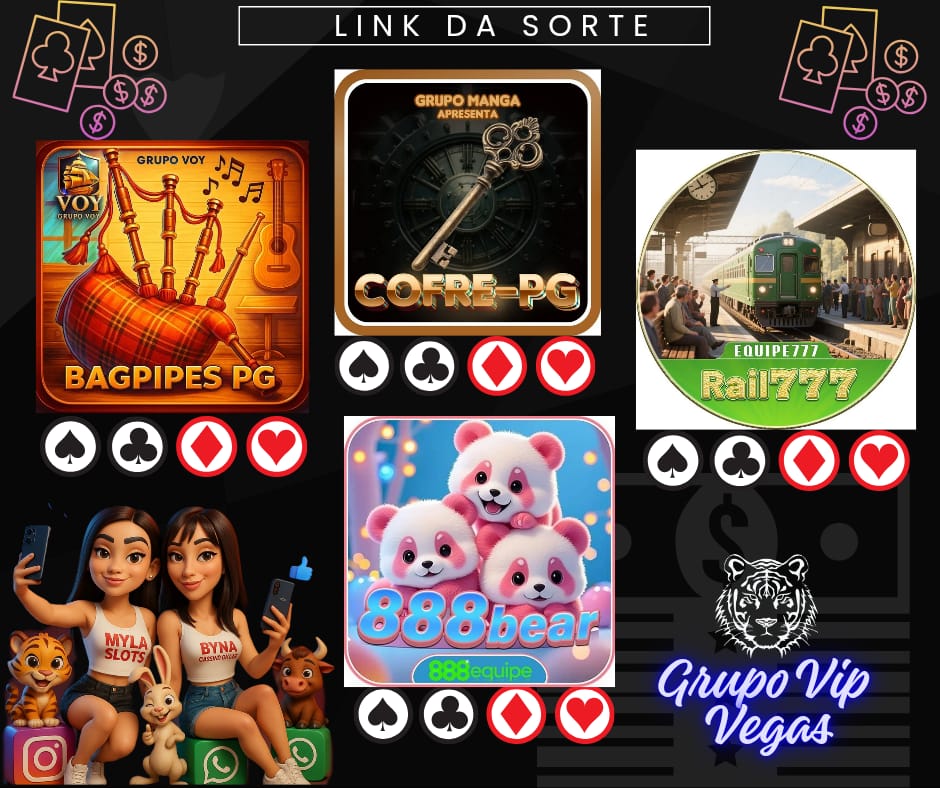 LINK DA SORTE
GRUPO MANGA
APRESENTA
COFRE-PG
GRUPO VOY
VOY
GRUPO VOY
BAGPIPES PG
EQUIPE777
Rail777
888bear
888equipe
MYLA
SLOTS
BYNA
Grupo Vip
Vegas